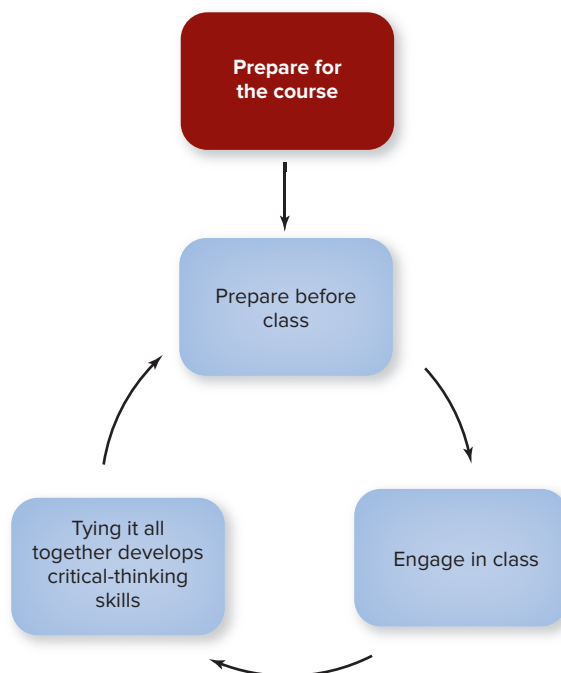 Prepare for
the course
Prepare before
class
Engage in class
Tying it all
together develops
critical-thinking
skills